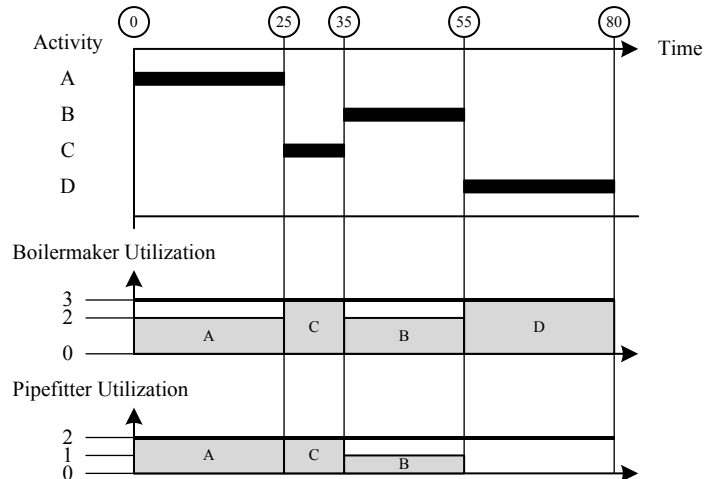 0 25 35 55 80
Activity Time
A
B
C
D
Boilermaker Utilization
3
2
A C B D
0
Pipefitter Utilization
2
1
A C B
0